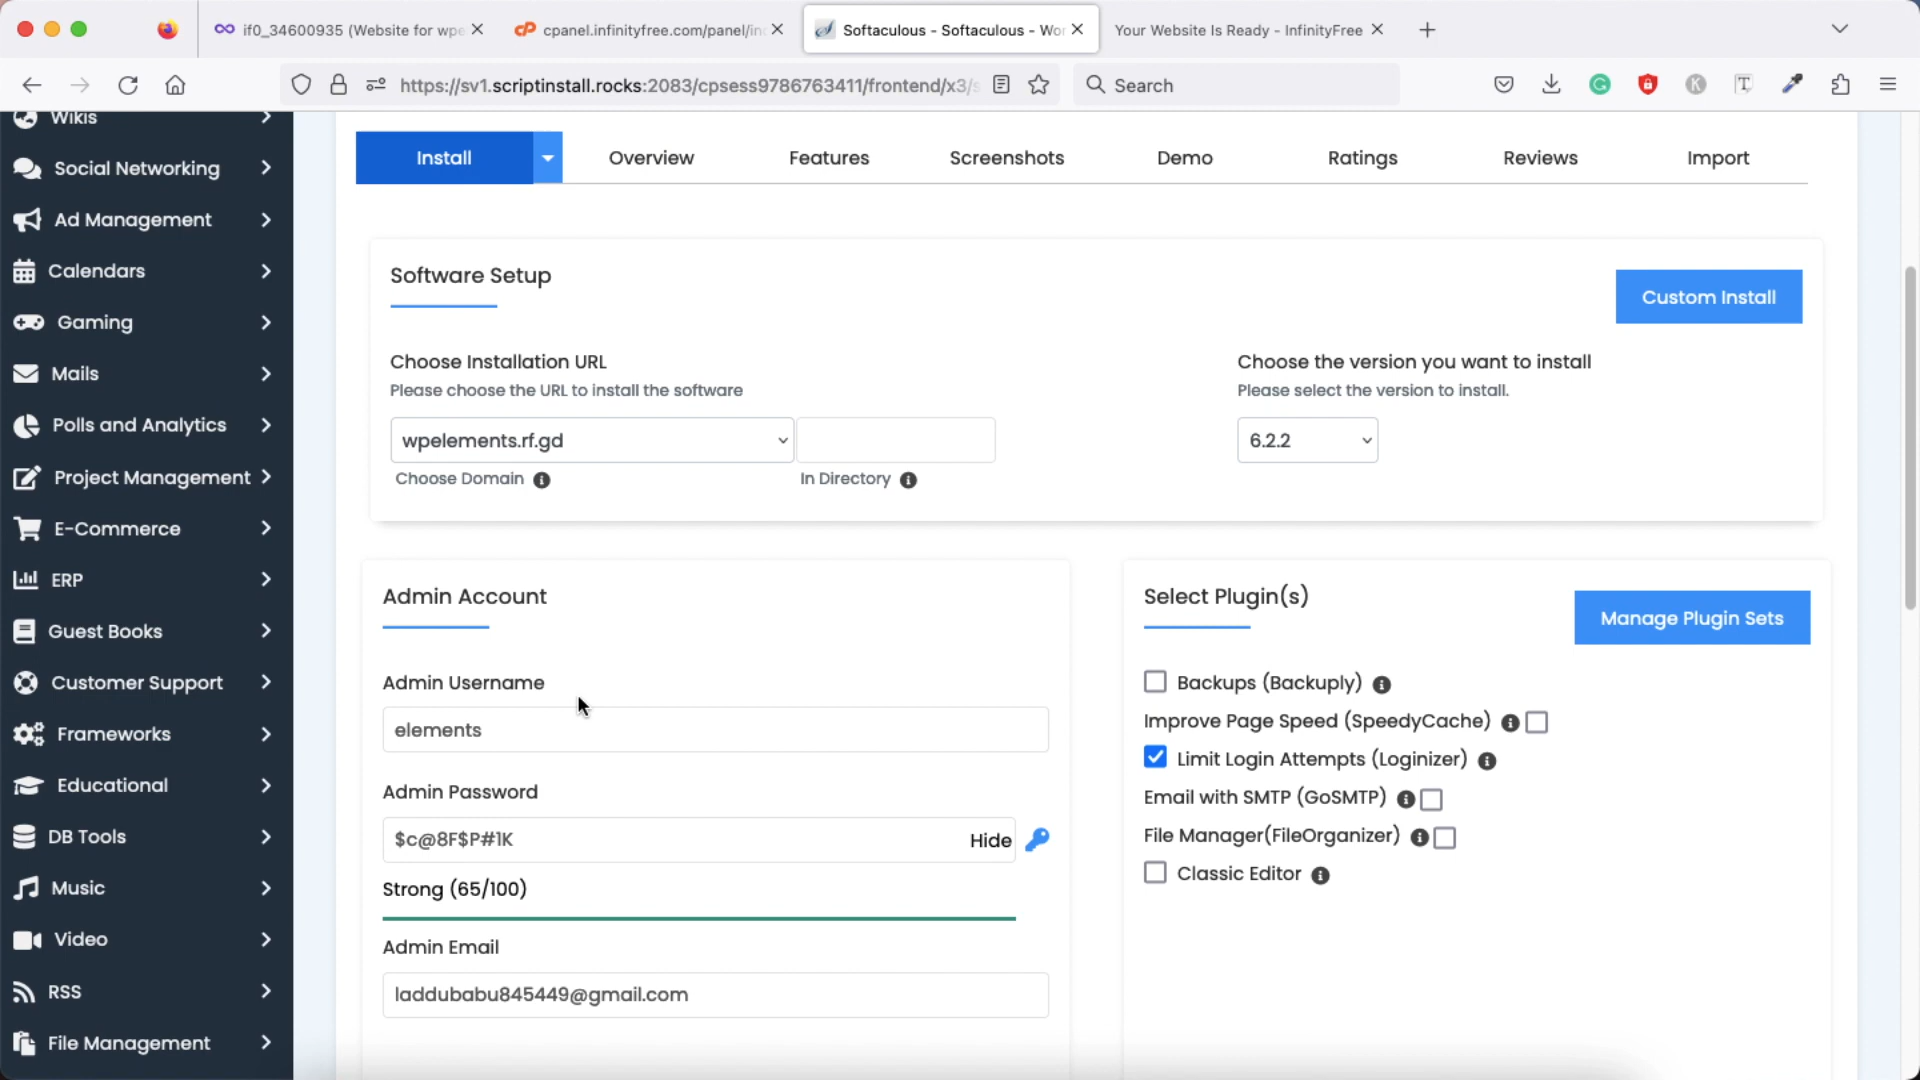 if0_34600935 (Website for wpe
cpanel.infinityfree.com/panel/in
Softaculous - Softaculous - Wor
Your Website Is Ready - InfinityFree
https://sv1.scriptinstall.rocks:2083/cpsess9786763411/frontend/x3/s
Search
Wikis
Social Networking
Ad Management
Calendars
Gaming
Mails
Polls and Analytics
Project Management
E-Commerce
ERP
Guest Books
Customer Support
Frameworks
Educational
DB Tools
Music
Video
RSS
File Management
Install
Overview
Features
Screenshots
Demo
Ratings
Reviews
Import
Software Setup
Custom Install
Choose Installation URL
Please choose the URL to install the software
wpelements.rf.gd
Choose Domain
In Directory
Choose the version you want to install
Please select the version to install.
6.2.2
Admin Account
Admin Username
elements
Admin Password
$c@8F$P#1K
Hide
Strong (65/100)
Admin Email
laddubabu845449@gmail.com
Select Plugin(s)
Manage Plugin Sets
Backups (Backuply)
Improve Page Speed (SpeedyCache)
Limit Login Attempts (Loginizer)
Email with SMTP (GoSMTP)
File Manager(FileOrganizer)
Classic Editor